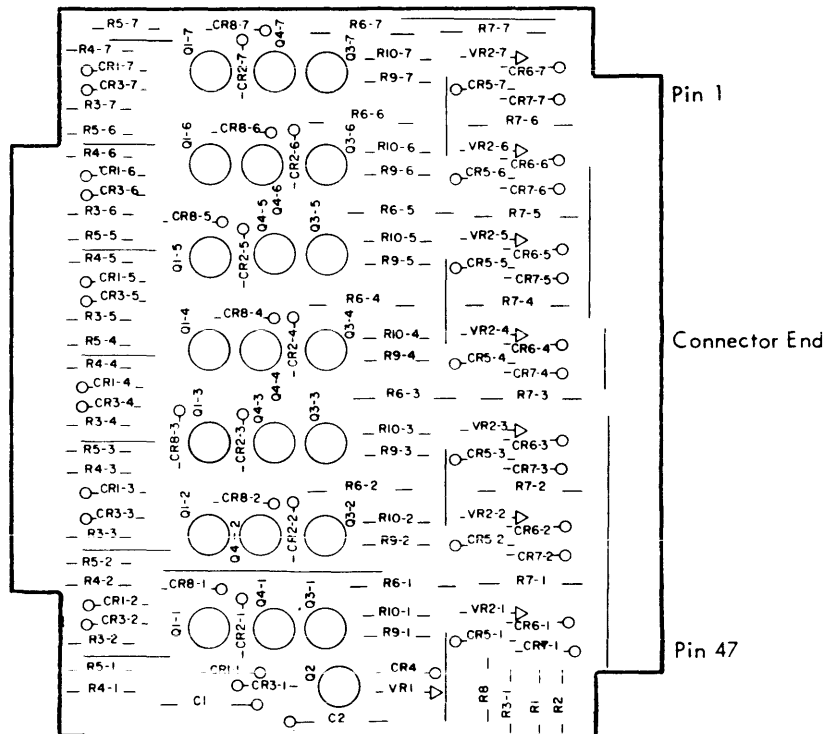 R5-7 CR8-7 Q4-7 R6-7 R7-7
R4-7 Q1-7 CR2-7 Q3-7 R10-7 VR2-7 CR6-7
CR1-7 R9-7 CR5-7
CR3-7 CR7-7 Pin 1
R3-7
R5-6 Q1-6 CR8-6 R6-6 R7-6
R4-6 CR2-6 Q3-6 R10-6 VR2-6 CR6-6
CR1-6 R9-6 CR5-6
CR3-6 Q4-6 CR7-6
R3-6 CR8-5 Q4-5 Q3-5 R6-5 R7-5
R5-5 CR2-5 R10-5 VR2-5 CR6-5
R4-5 Q1-5 R9-5 CR5-5
CR1-5 CR7-5
CR3-5 R6-4 R7-4
R3-5 Q1-4 CR8-4 Q3-4
R5-4 CR2-4 R10-4 VR2-4 CR6-4 Connector End
R4-4 R9-4 CR5-4
CR1-4 Q4-4 CR7-4
CR3-4 Q1-3 Q4-3 Q3-3 R6-3 R7-3
R3-4 CR8-3 CR2-3 R10-3 VR2-3 CR6-3
R5-3 R9-3 CR5-3
R4-3 CR7-3
CR1-3 R6-2 R7-2
CR3-3 Q1-2 CR8-2 Q3-2 R10-2 VR2-2 CR6-2
R3-3 Q4-2 CR2-2 R9-2 CR5-2
R5-2 CR7-2
R4-2 CR8-1 Q4-1 Q3-1 R6-1 R7-1
CR1-2 CR2-1 R10-1 VR2-1 CR6-1
CR3-2 Q1-1 R9-1 CR5-1
R3-2 CR7-1 Pin 47
R5-1 CR1-1 Q2 CR4
R4-1 CR3-1 VR1 R8 R3-1 R1 R2
C1
C2